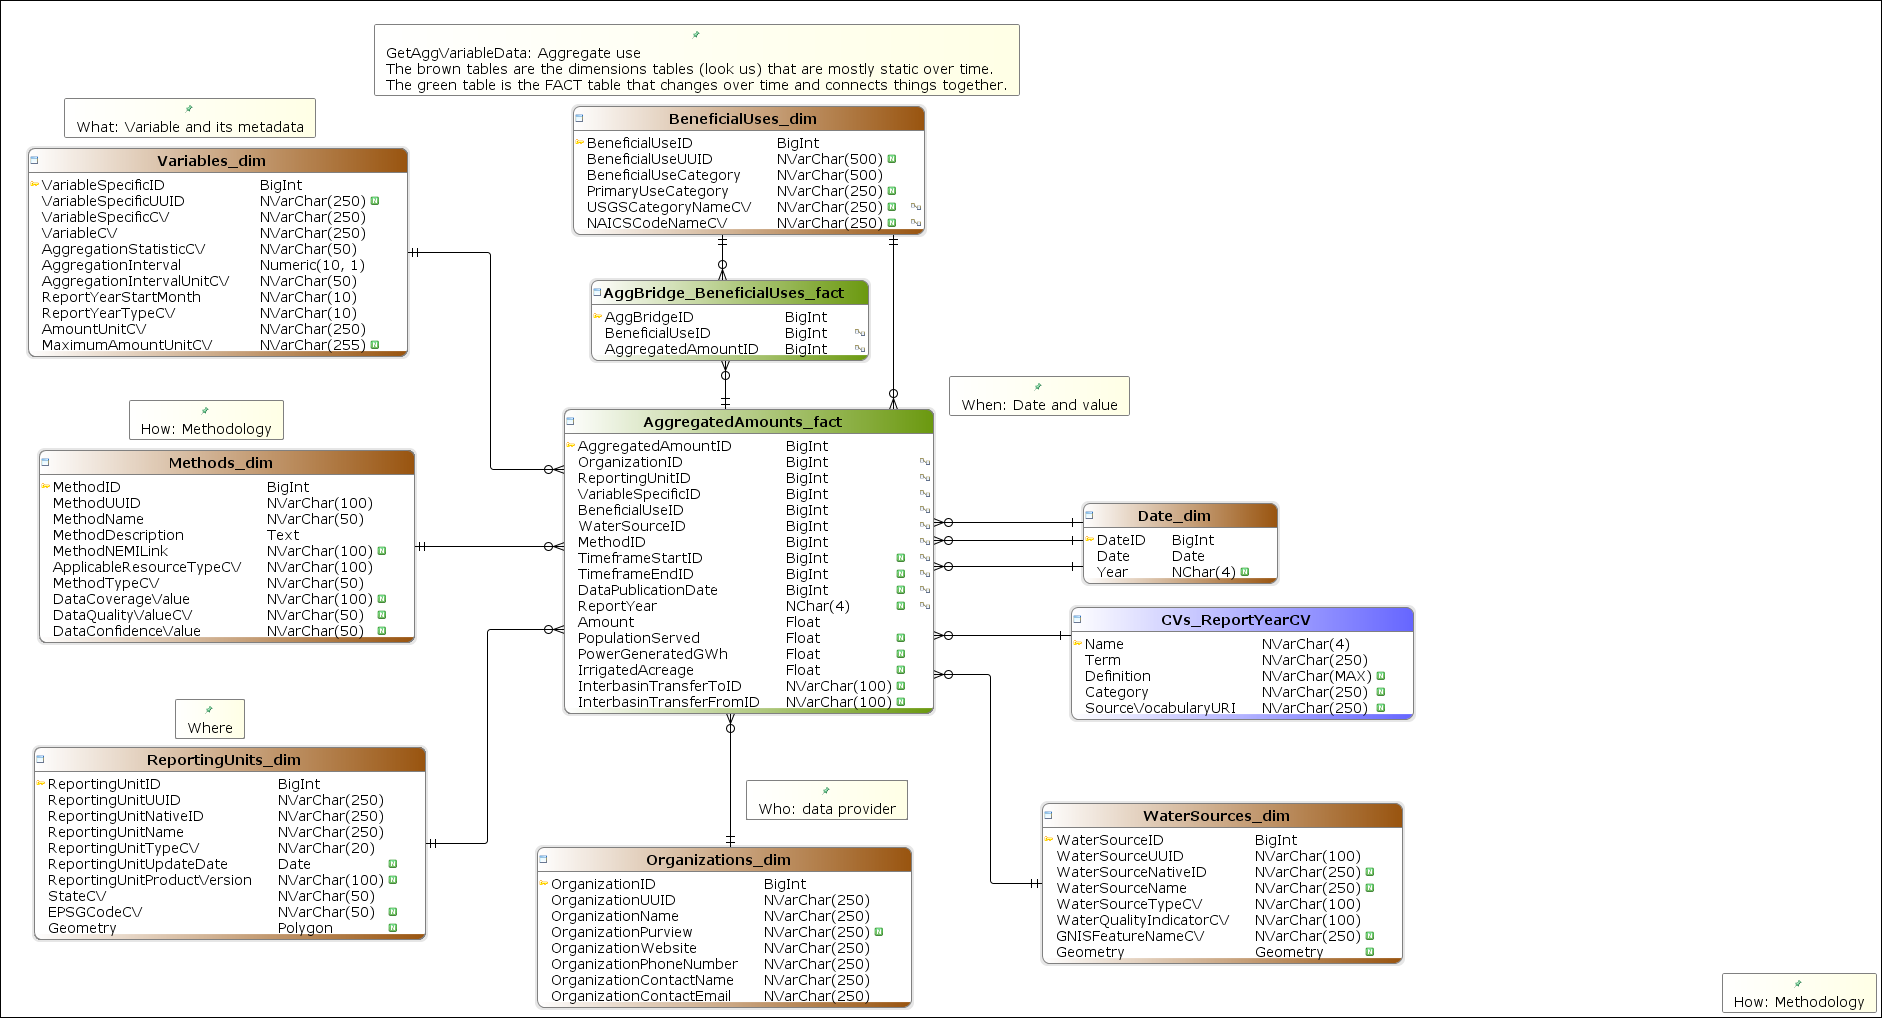 GetAggVariableData: Aggregate use
The brown tables are the dimensions tables (look us) that are mostly static over time.
The green table is the FACT table that changes over time and connects things together.
What: Variable and its metadata
Variables_dim
VariableSpecificID BigInt
VariableSpecificUUID NVarChar(250) N
VariableSpecificCV NVarChar(250)
VariableCV NVarChar(250)
AggregationStatisticCV NVarChar(50)
AggregationInterval Numeric(10, 1)
AggregationIntervalUnitCV NVarChar(50)
ReportYearStartMonth NVarChar(10)
ReportYearTypeCV NVarChar(10)
AmountUnitCV NVarChar(250)
MaximumAmountUnitCV NVarChar(255) N
BeneficialUses_dim
BeneficialUseID BigInt
BeneficialUseUUID NVarChar(500) N
BeneficialUseCategory NVarChar(500)
PrimaryUseCategory NVarChar(250) N
USGSCategoryNameCV NVarChar(250) N
NAICSCodeNameCV NVarChar(250) N
AggBridge_BeneficialUses_fact
AggBridgeID BigInt
BeneficialUseID BigInt
AggregatedAmountID BigInt
How: Methodology
Methods_dim
MethodID BigInt
MethodUUID NVarChar(100)
MethodName NVarChar(50)
MethodDescription Text
MethodNEMILink NVarChar(100) N
ApplicableResourceTypeCV NVarChar(100)
MethodTypeCV NVarChar(50)
DataCoverageValue NVarChar(100) N
DataQualityValueCV NVarChar(50) N
DataConfidenceValue NVarChar(50) N
AggregatedAmounts_fact
AggregatedAmountID BigInt
OrganizationID BigInt
ReportingUnitID BigInt
VariableSpecificID BigInt
BeneficialUseID BigInt
WaterSourceID BigInt
MethodID BigInt
TimeframeStartID BigInt N
TimeframeEndID BigInt N
DataPublicationDate BigInt N
ReportYear NChar(4) N
Amount Float
PopulationServed Float N
PowerGeneratedGWh Float N
IrrigatedAcreage Float N
InterbasinTransferToID NVarChar(100) N
InterbasinTransferFromID NVarChar(100) N
When: Date and value
Date_dim
DateID BigInt
Date Date
Year NChar(4) N
CVs_ReportYearCV
Name NVarChar(4)
Term NVarChar(250)
Definition NVarChar(MAX) N
Category NVarChar(250) N
SourceVocabularyURI NVarChar(250) N
Where
ReportingUnits_dim
ReportingUnitID BigInt
ReportingUnitUUID NVarChar(250)
ReportingUnitNativeID NVarChar(250)
ReportingUnitName NVarChar(250)
ReportingUnitTypeCV NVarChar(20)
ReportingUnitUpdateDate Date N
ReportingUnitProductVersion NVarChar(100) N
StateCV NVarChar(50)
EPSGCodeCV NVarChar(50) N
Geometry Polygon N
Who: data provider
Organizations_dim
OrganizationID BigInt
OrganizationUUID NVarChar(250)
OrganizationName NVarChar(250)
OrganizationPurview NVarChar(250) N
OrganizationWebsite NVarChar(250)
OrganizationPhoneNumber NVarChar(250)
OrganizationContactName NVarChar(250)
OrganizationContactEmail NVarChar(250)
WaterSources_dim
WaterSourceID BigInt
WaterSourceUUID NVarChar(100)
WaterSourceNativeID NVarChar(250) N
WaterSourceName NVarChar(250) N
WaterSourceTypeCV NVarChar(100)
WaterQualityIndicatorCV NVarChar(100)
GNISFeatureNameCV NVarChar(250) N
Geometry Geometry N
How: Methodology